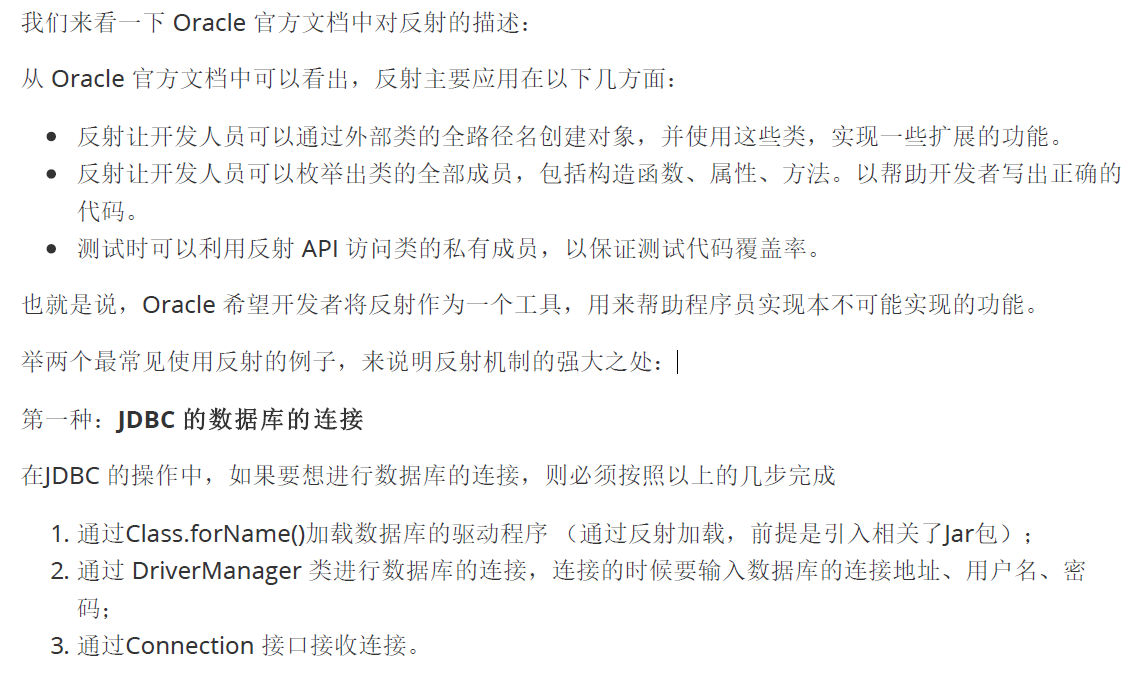 我们来看一下 Oracle 官方文档中对反射的描述：
从 Oracle 官方文档中可以看出，反射主要应用在以下几方面：
• 反射让开发人员可以通过外部类的全路径名创建对象，并使用这些类，实现一些扩展的功能。
• 反射让开发人员可以枚举出类的全部成员，包括构造函数、属性、方法。以帮助开发者写出正确的
代码。
• 测试时可以利用反射 API 访问类的私有成员，以保证测试代码覆盖率。
也就是说，Oracle 希望开发者将反射作为一个工具，用来帮助程序员实现本不可能实现的功能。
举两个最常见使用反射的例子，来说明反射机制的强大之处：
第一种：JDBC 的数据库的连接
在JDBC 的操作中，如果要想进行数据库的连接，则必须按照以上的几步完成
1. 通过Class.forName()加载数据库的驱动程序 （通过反射加载，前提是引入相关了Jar包）；
2. 通过 DriverManager 类进行数据库的连接，连接的时候要输入数据库的连接地址、用户名、密
码；
3. 通过Connection 接口接收连接。